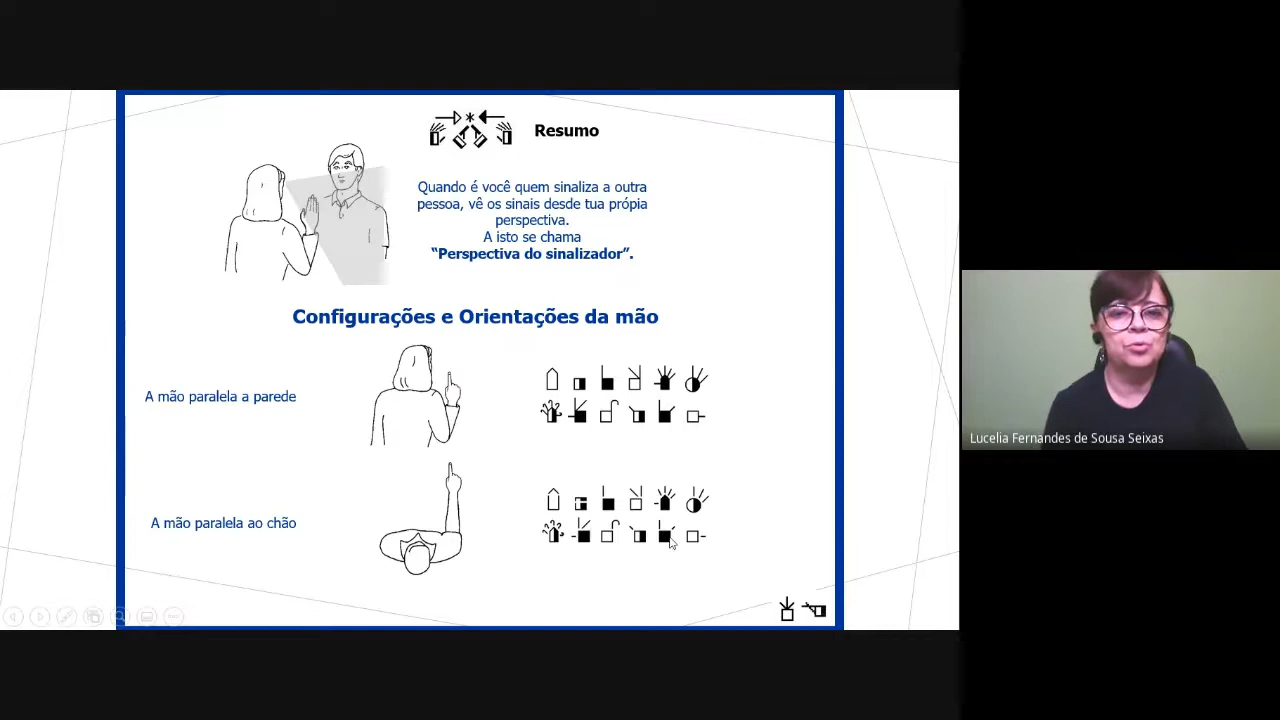 Resumo
Quando é você quem sinaliza a outra
pessoa, vê os sinais desde tua própia
perspectiva.
A isto se chama
“Perspectiva do sinalizador”.
Configurações e Orientações da mão
A mão paralela a parede
A mão paralela ao chão
Lucelia Fernandes de Sousa Seixas